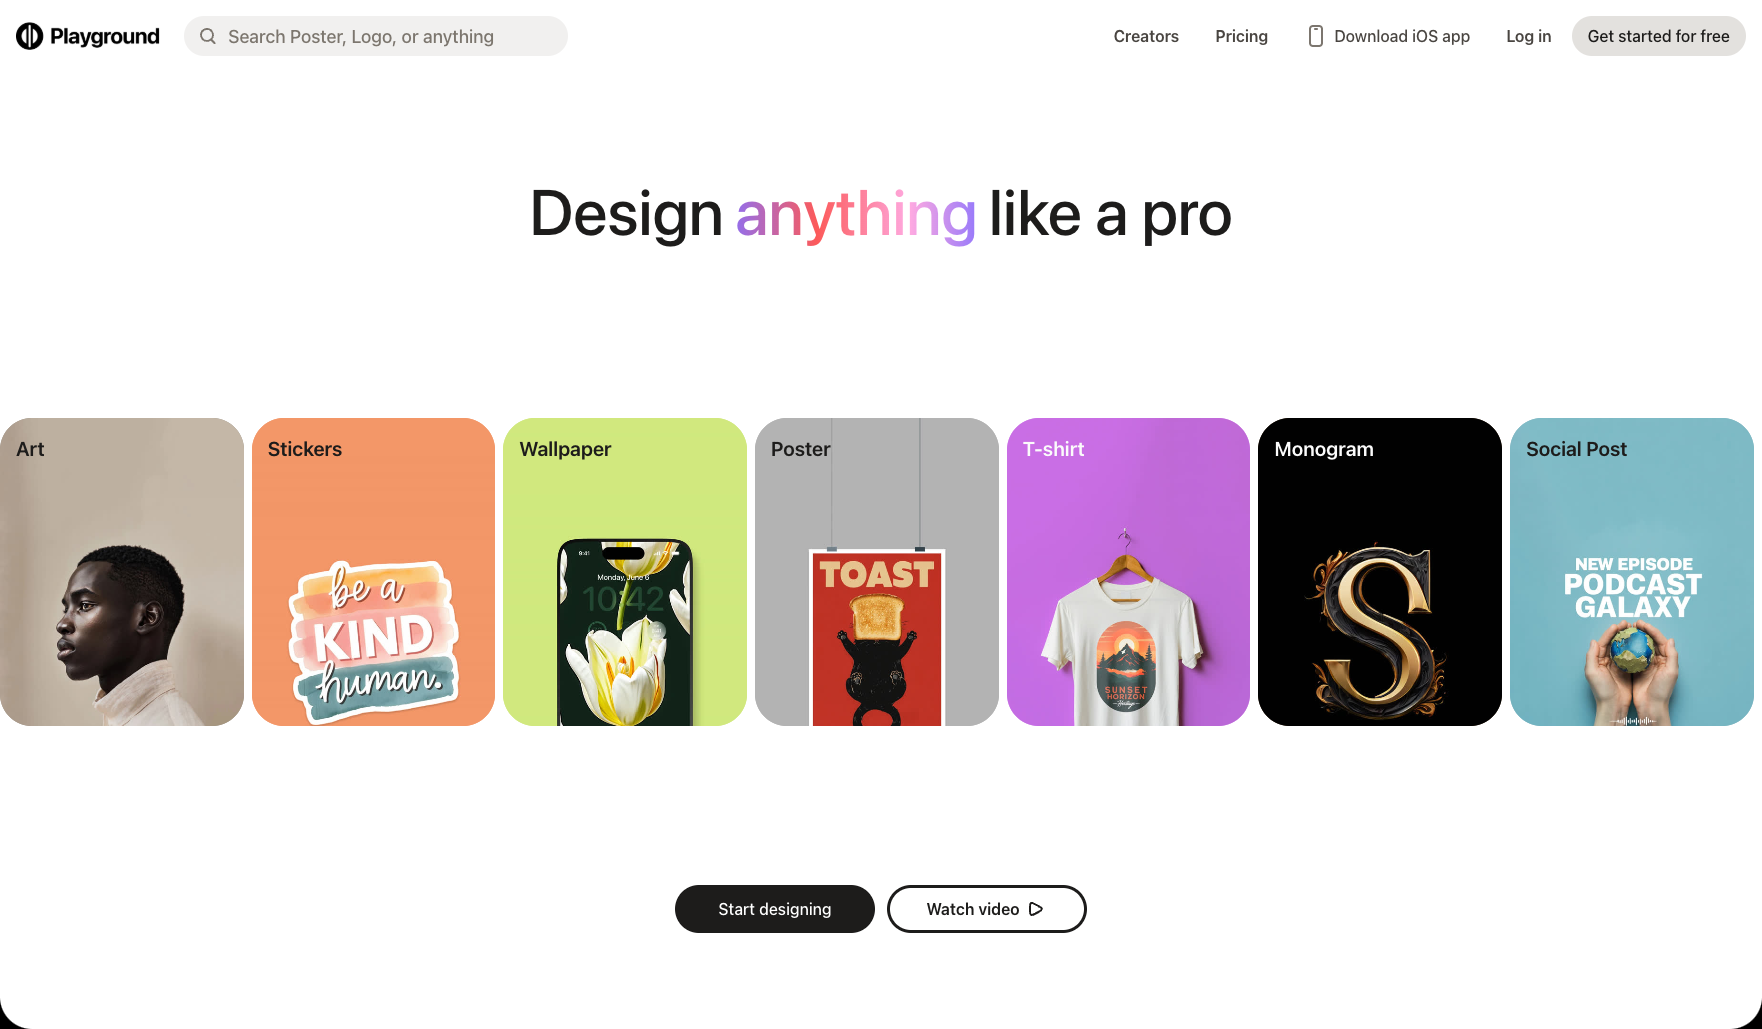 Playground
Search Poster, Logo, or anything
Creators
Pricing
Download iOS app
Log in
Get started for free
Design anything like a pro
Art
Stickers
be a
KIND
human.
Wallpaper
9:41
Monday, June 6
10:42
Poster
TOAST
T-shirt
SUNSET
HORIZON
Monogram
S
Social Post
NEW EPISODE
PODCAST
GALAXY
Start designing
Watch video